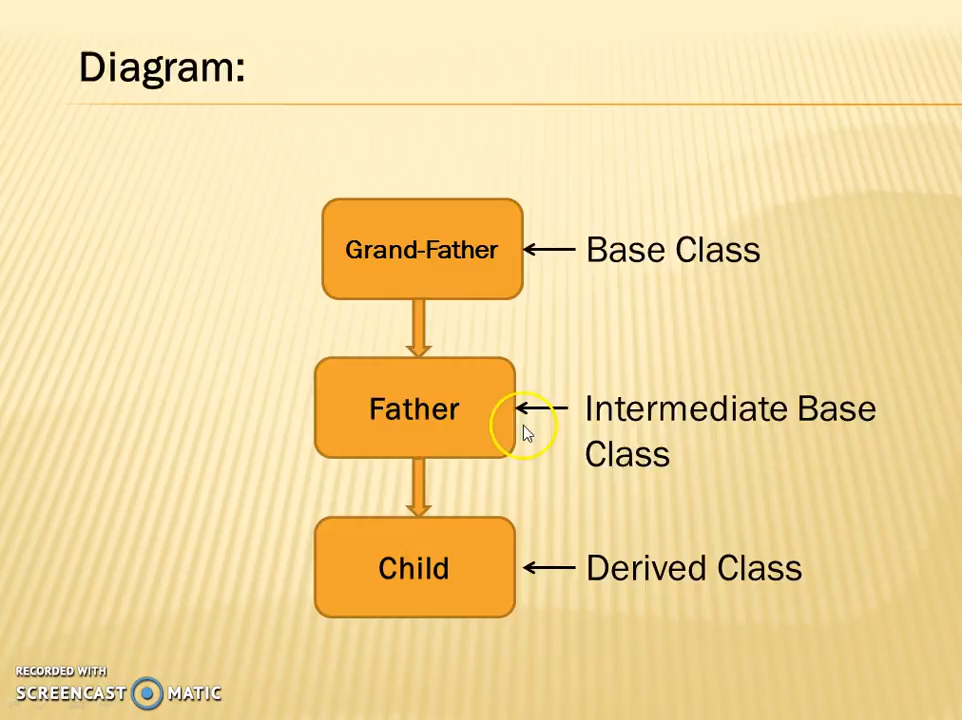 Diagram:
Grand-Father
Base Class
Father
Intermediate Base
Class
Child
Derived Class
RECORDED WITH
SCREENCAST MATIC